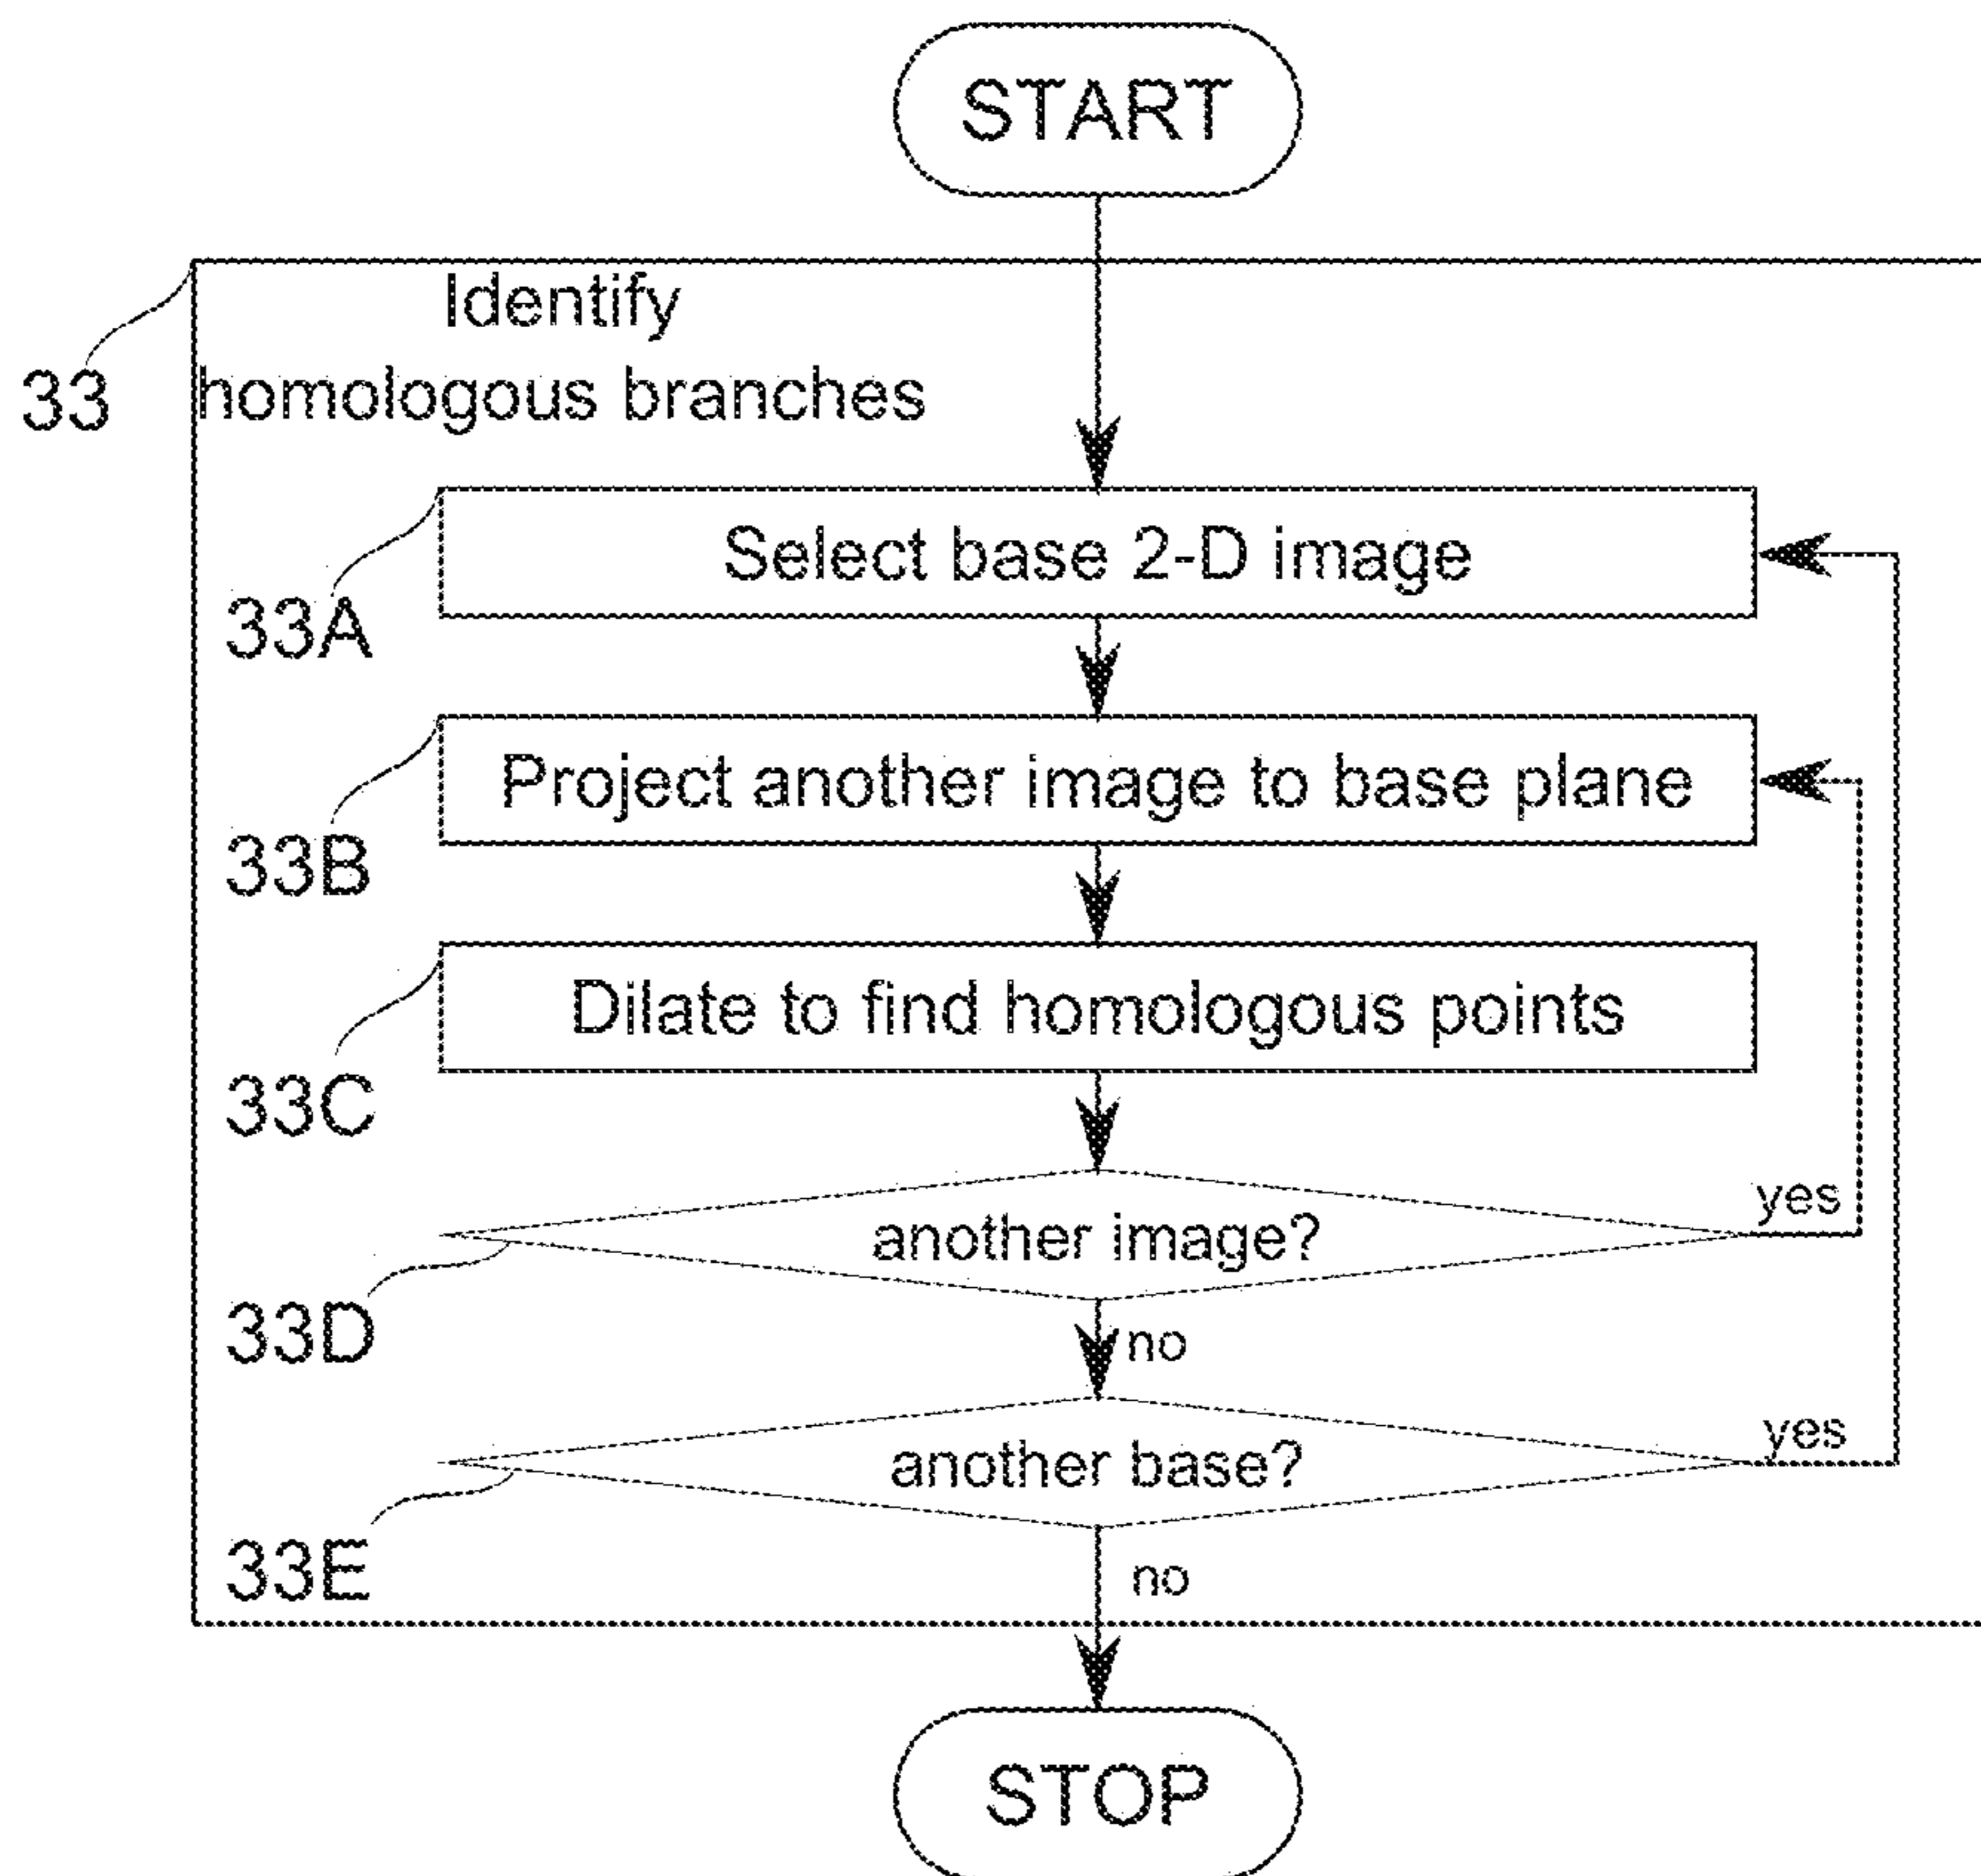 START
Identify
33 homologous branches
Select base 2-D image
33A
Project another image to base plane
33B
Dilate to find homologous points
33C
yes
another image?
33D
no
yes
another base?
33E
no
STOP